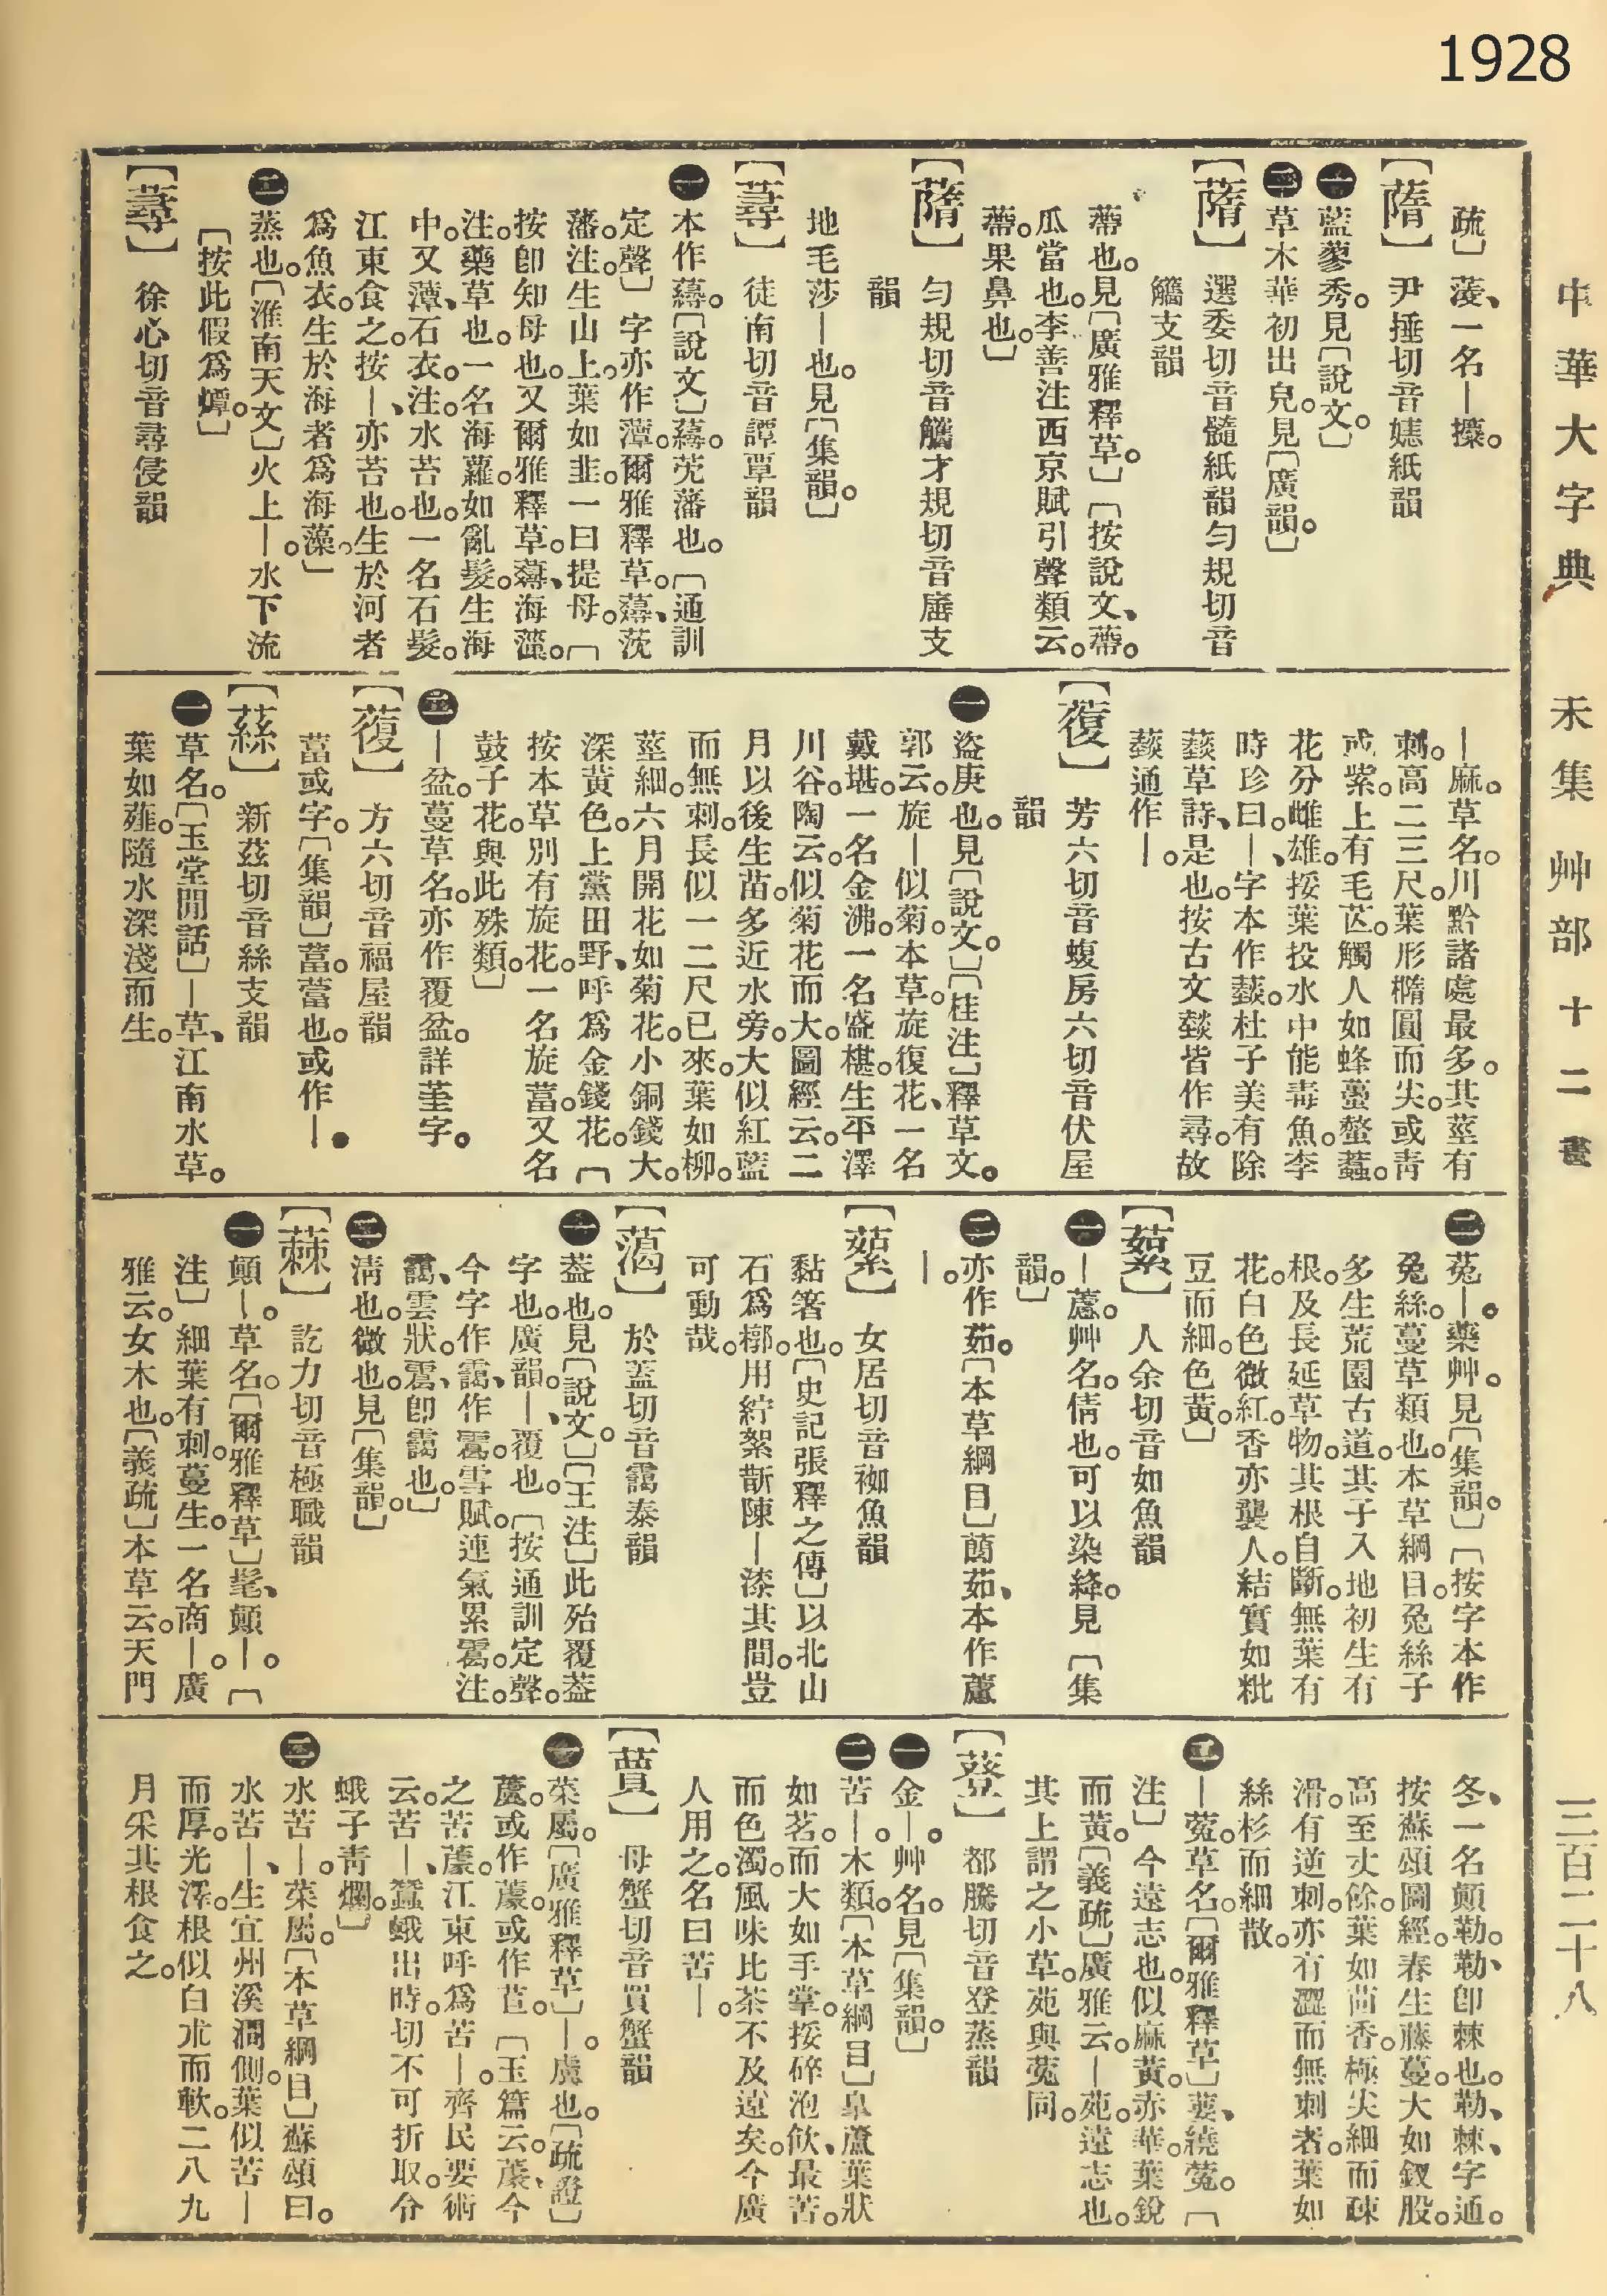 1928
中華大字典 未集 艸部 十二畫 三百二十八
疏〕蔆、一名—攗。
【䕉】尹捶切音蘤紙韻
㊀藍蓼秀。見〔說文。〕
㊁草木華初出皃。見〔廣韻。〕
【䕉】選委切音髓紙韻勻規切音
觿支韻
蔕也。見〔廣雅釋草。〕〔按說文、蔕。
瓜當也。李善注西京賦引聲類云。
蔕。果鼻也。〕
【䕉】勻規切音觿才規切音㢒支
韻
地毛莎—也。見〔集韻。〕
【蕁】徒南切音譚覃韻
㊀本作䕭。〔說文〕䕭。芫藩也。〔通訓
定聲〕字亦作藫。爾雅釋草。蕁、莐
藩。注。生山上。葉如韭。一曰提母。〔
按卽知母也。又爾雅釋草。薚、海藻。
注。藥草也。一名海蘿。如亂髮。生海
中。又藫、石衣。注。水苔也。一名石髮。
江東食之。按—、亦苔也。生於河者
爲魚衣。生於海者爲海藻。〕
㊁蒸也。〔淮南天文〕火上—。水下流
〔按此假爲燂。〕
【蕁】徐心切音尋侵韻
—麻。草名。川黔諸處最多。其莖有
刺。高二三尺。葉形橢圓而尖。或靑
或紫。上有毛芒。觸人如蜂蠆螫蠚。
花分雌雄。挼葉投水中能毒魚。李
時珍曰。—、字本作䕭。杜子美有除
䕭草詩、是也。按古文䕭皆作尋。故
䕭通作—。
【蕧】芳六切音蝮房六切音伏屋
韻
㊀盜庚也。見〔說文。〕〔桂注〕釋草文。
郭云。旋—似菊。本草。旋復花、一名
戴椹。一名金沸。一名盛椹。生平澤
川谷。陶云。似菊花而大。圖經云。二
月以後生苗。多近水旁。大似紅藍
而無刺。長似一二尺已來。葉如柳。
莖細。六月開花如菊花。小銅錢大。
深黃色。上黨田野、呼爲金錢花。〔
按本草別有旋花。一名旋葍。又名
鼓子花。與此殊類。〕
㊁—盆。蔓草名。亦作覆盆。詳堇字。
【蕧】方六切音福屋韻
葍或字。〔集韻〕葍。䔰也。或作—。
【蕬】新茲切音絲支韻
㊀草名。〔玉堂閒話〕—草、江南水草。
葉如薤。隨水深淺而生。
㊁菟—。藥艸。見〔集韻。〕〔按字本作
兔絲。蔓草類也。本草綱目。兔絲子
多生荒園古道。其子入地初生有
根。及長延草物。其根自斷。無葉有
花。白色微紅。香亦襲人。結實如粃
豆而細。色黃。〕
【蕠】人余切音如魚韻
㊀—藘。艸名。倩也。可以染絳。見〔集
韻。〕
㊁亦作茹。〔本草綱目〕䕡茹、本作藘
—。
【蕠】女居切音袽魚韻
黏箸也。〔史記張釋之傳〕以北山
石爲槨。用紵絮斮陳—漆其間。豈
可動哉。
【藹】於蓋切音靄泰韻
㊀葢也。見〔說文。〕〔王注〕此殆覆葢
字也。廣韻。—、覆也。〔按通訓定聲。
今字作靄、作霭。雪賦。連氣累靄。注。
靄、雲狀。霭、卽靄也。〕
㊁淸也。微也。見〔集韻。〕
【蕀】訖力切音極職韻
㊀顚—。草名。〔爾雅釋草〕髦、顚—。〔
注〕細葉有刺。蔓生。一名商—。廣
雅云。女木也。〔義疏〕本草云。天門
冬、一名顚勒。勒、卽棘也。勒、棘、字通。
按蘇頌圖經。春生藤蔓。大如釵股。
高至丈餘。葉如茴香。極尖細而疎
滑。有逆刺。亦有澀而無刺者。葉如
絲杉而細散。
㊁—蒬。草名。〔爾雅釋草〕葽、繞蒬。〔
注〕今遠志也。似麻黃。赤華。葉銳
而黃。〔義疏〕廣雅云。—苑。遠志也。
其上謂之小草。苑與蒬同。
【䔲】都騰切音登蒸韻
㊀金—。艸名。見〔集韻。〕
㊁苦—。木類。〔本草綱目〕皐蘆葉狀
如茗。而大如手掌。挼碎泡飮、最苦。
而色濁。風味比茶不及遠矣。今廣
人用之。名曰苦—。
【蕒】母蟹切音買蟹韻
㊀菜屬。〔廣雅釋草〕—。䕮也。〔疏證〕
䕮。或作蘪。或作苣。〔玉篇云。䕮、今
之苦䕮。江東呼爲苦—。齊民要術
云。苦—、蠶蛾出時。切不可折取。令
蛾子靑爛。〕
㊁水苦—。菜屬。〔本草綱目〕蘇頌曰。
水苦—、生宜州溪澗側。葉似苦—
而厚。光澤。根似白朮而軟。二八九
月采其根食之。